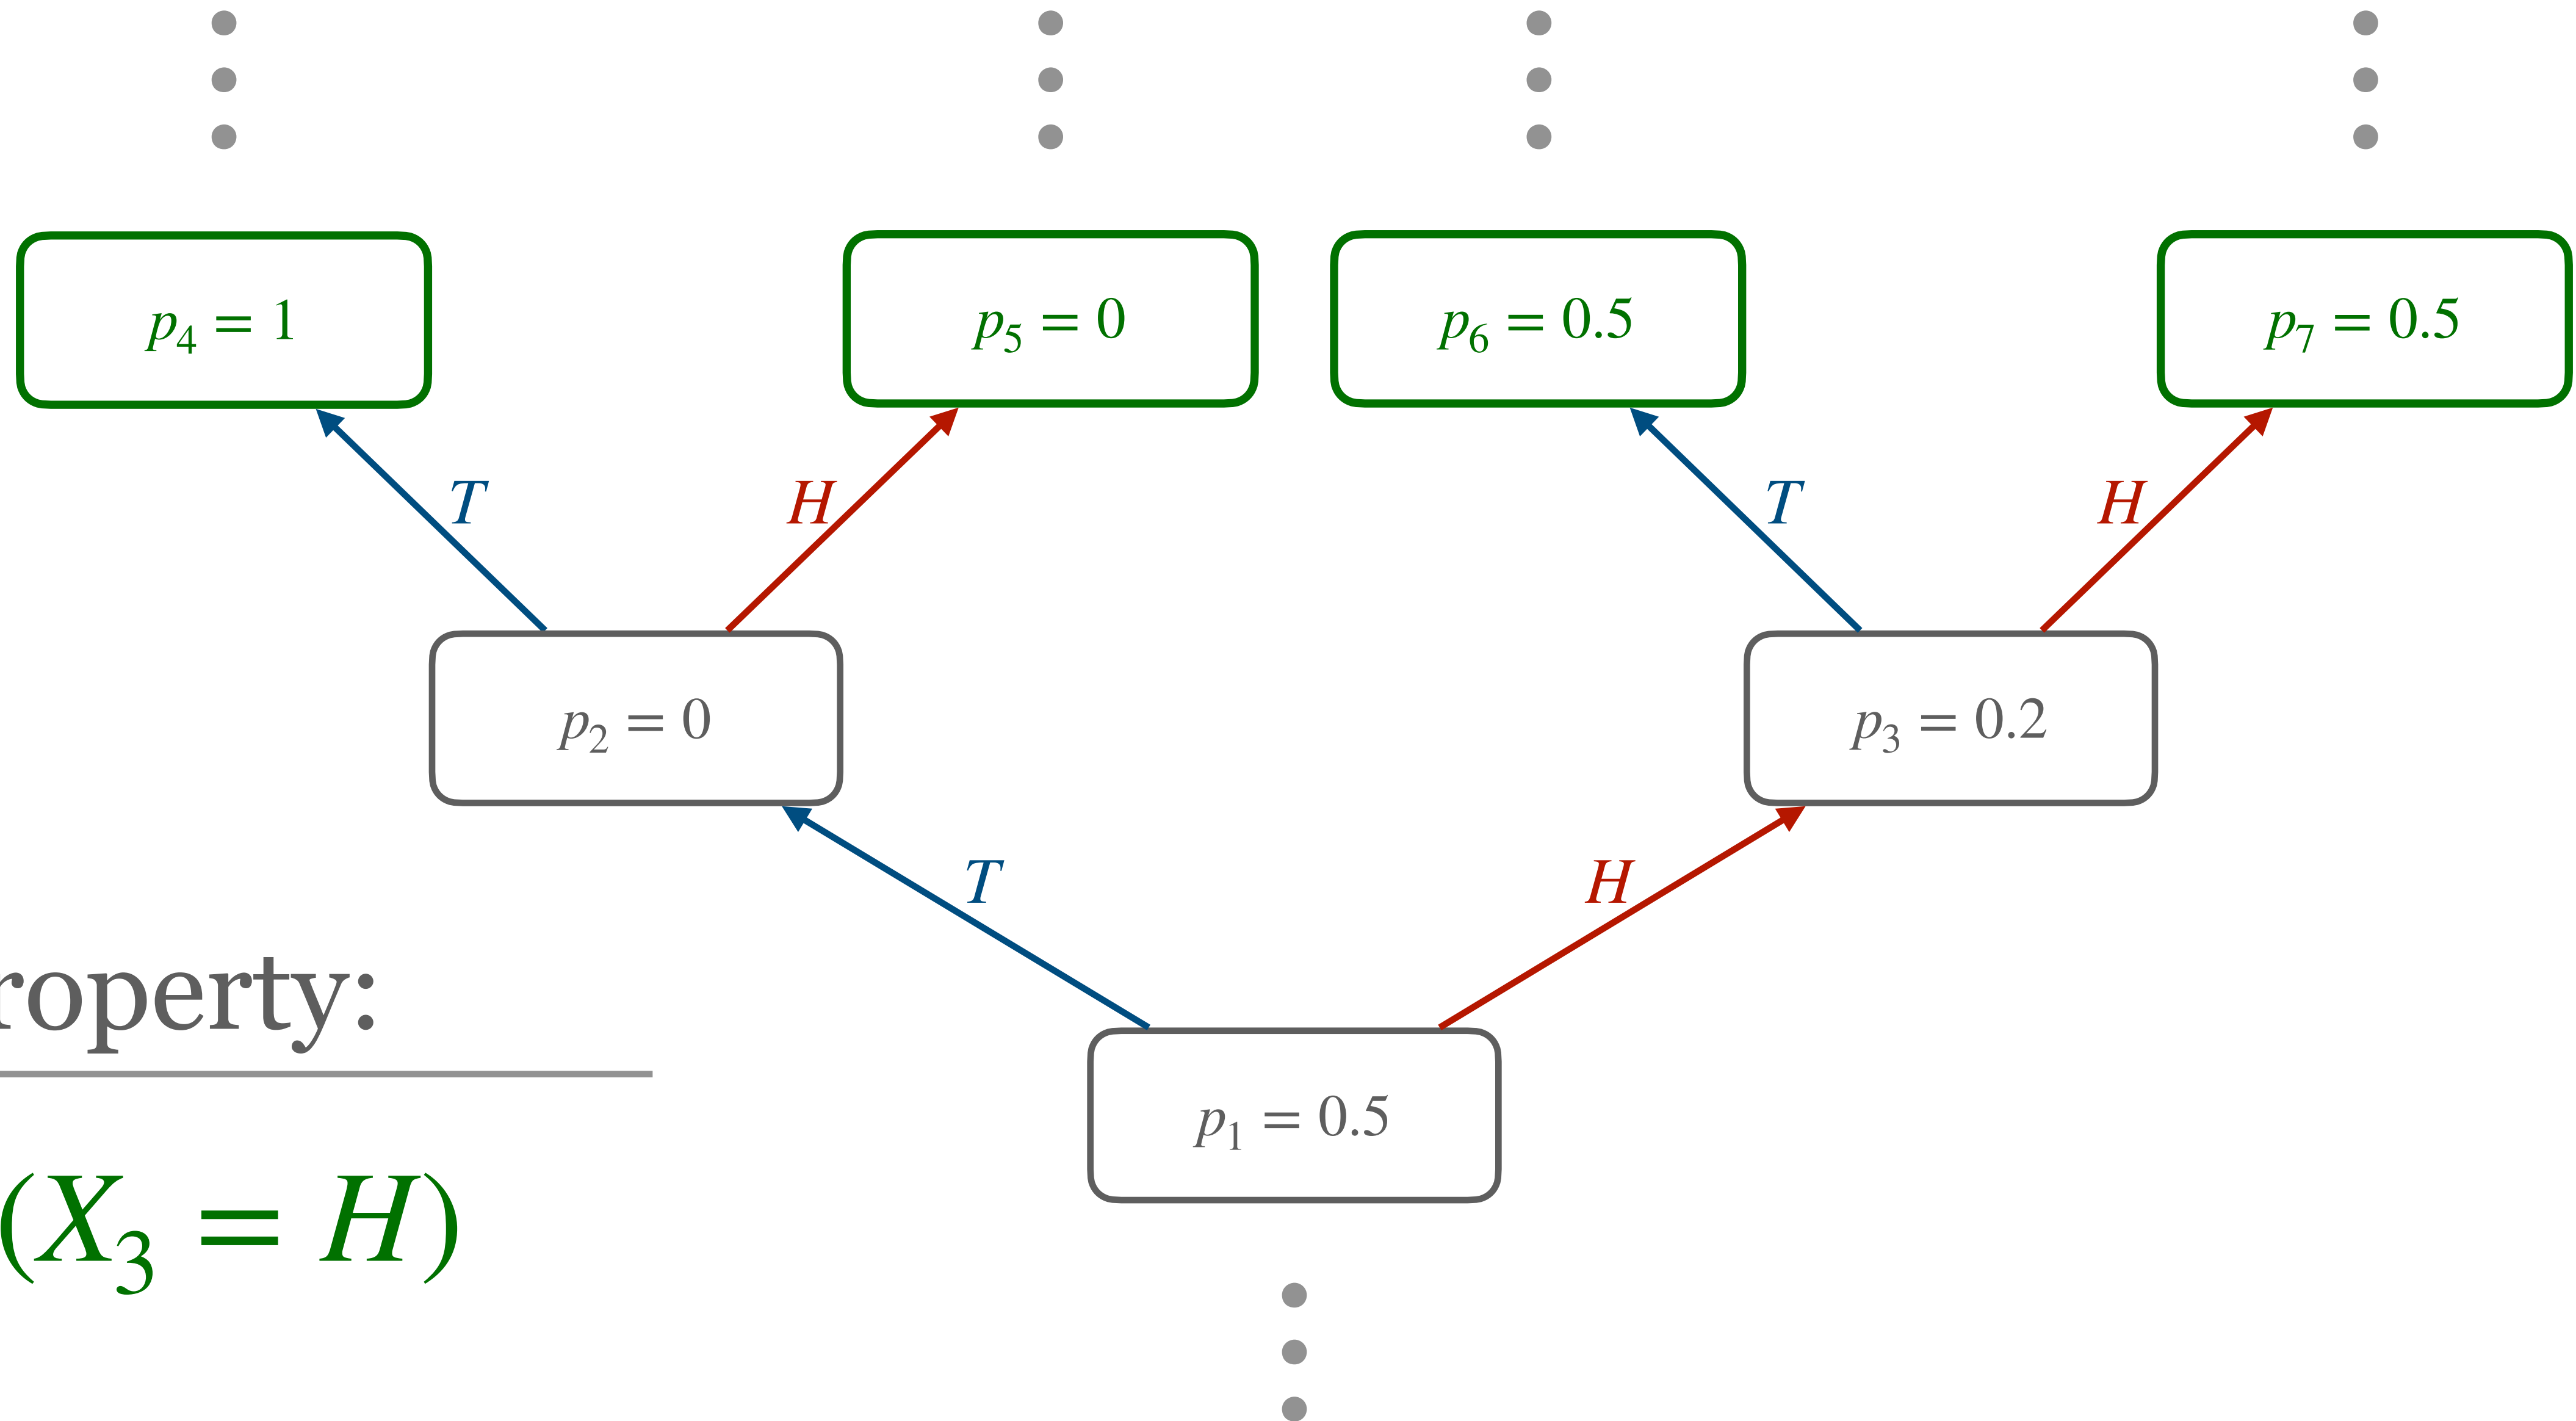 p₄ = 1
p₅ = 0
p₆ = 0.5
p₇ = 0.5
T
H
T
H
p₂ = 0
p₃ = 0.2
T
H
roperty:
p₁ = 0.5
(X₃ = H)